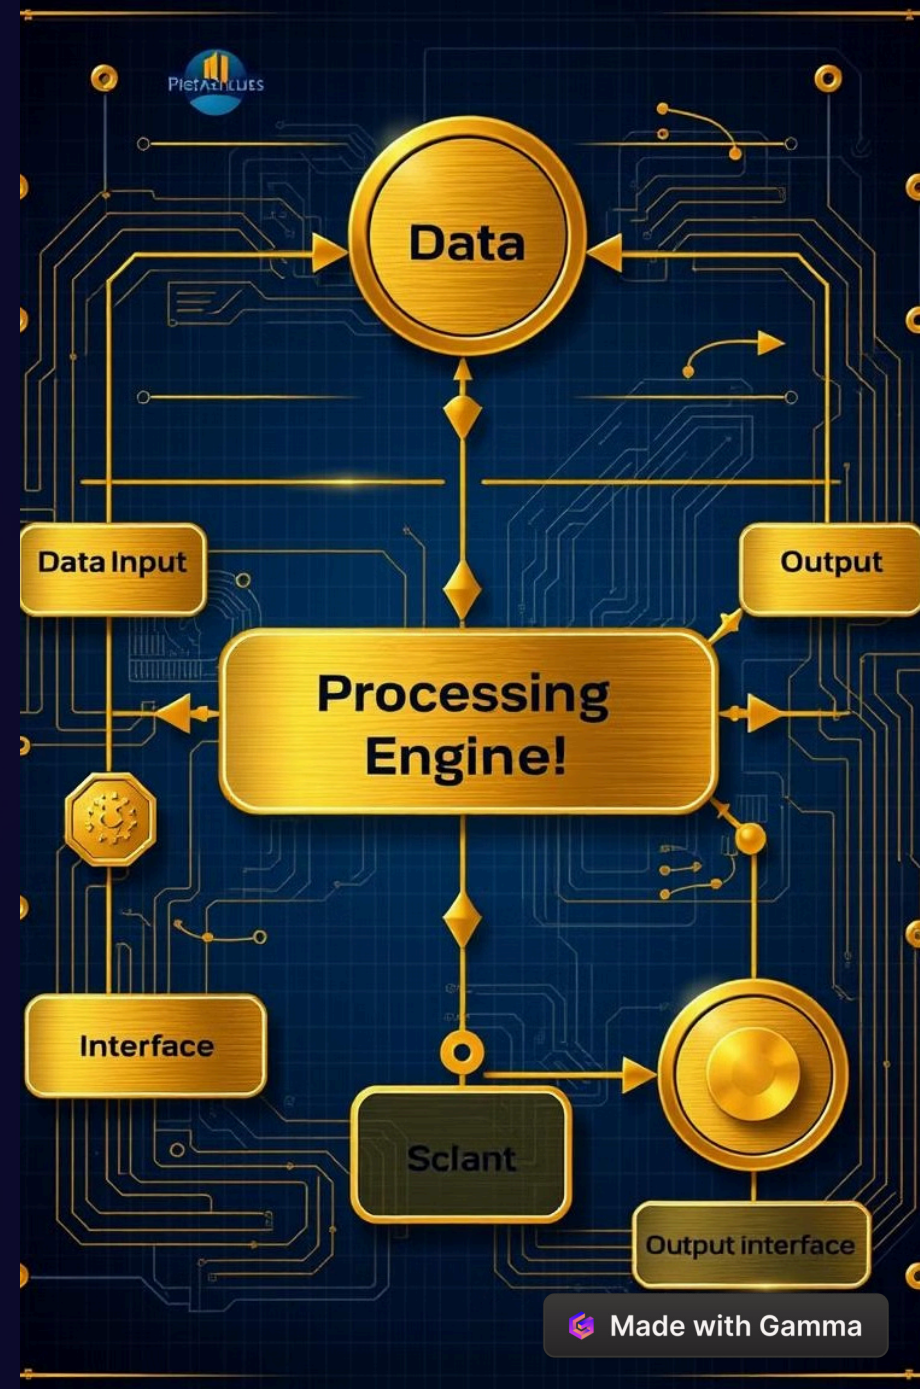 Data
Data Input
Output
Processing
Engine!
Interface
Sclant
Output interface
Made with Gamma